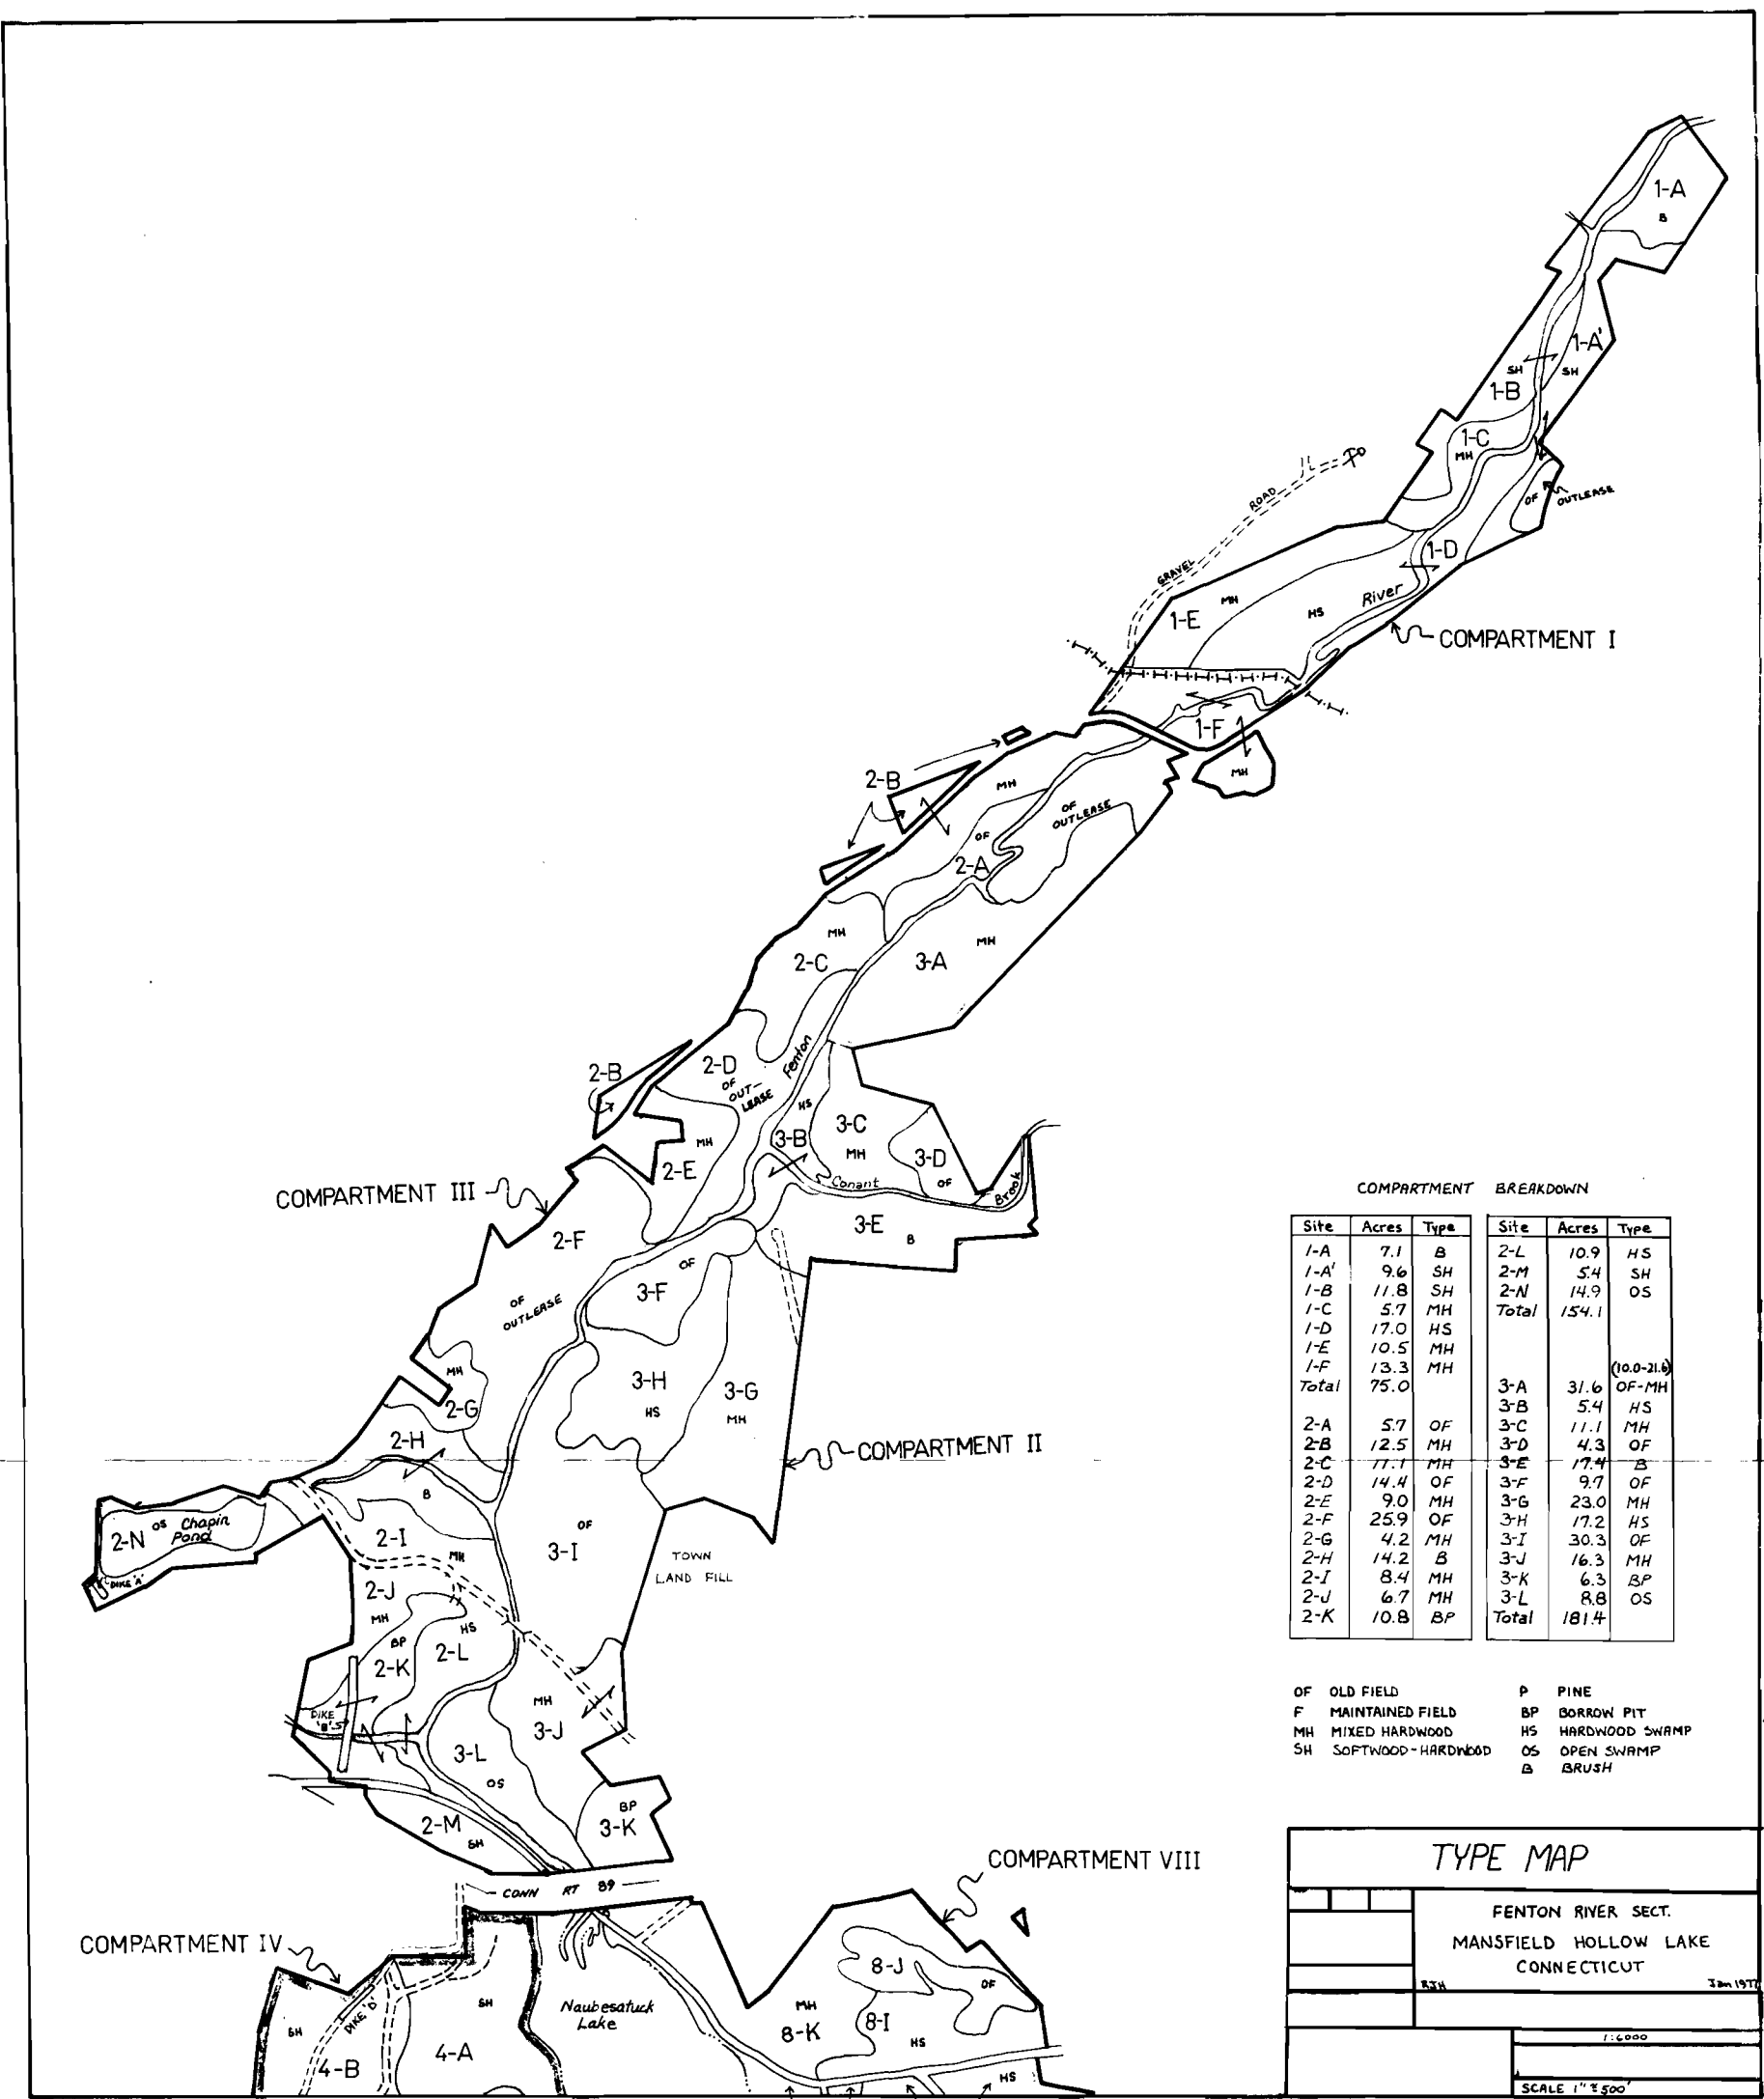 1-A
B
1-A'
SH
SH
1-B
1-C
MH
OF
OUTLEASE
ROAD
GRAVEL
1-D
River
MH
HS
1-E
COMPARTMENT I
1-F
MH
2-B
MH
OF
OUTLEASE
OF
2-A
MH
2-C
MH
3-A
Fenton
2-D
OF
OUT-
LEASE
2-B
HS
3-C
3-B
MH
3-D
OF
MH
2-E
Conant
Brook
COMPARTMENT III
3-E
B
2-F
OF
3-F
OF
OUTLEASE
MH
2-G
3-H
HS
3-G
MH
2-H
COMPARTMENT II
B
2-N
OS
Chapin
Pond
DIKE 'A'
2-I
MH
OF
3-I
TOWN
LAND FILL
2-J
MH
HS
BP
2-L
2-K
DIKE
'B'
MH
3-J
3-L
OS
BP
3-K
2-M
SH
CONN RT 89
COMPARTMENT VIII
COMPARTMENT IV
8-J
OF
SH
Naubesatuck
Lake
MH
8-K
8-I
HS
SH
DIKE 'D'
4-A
4-B
HS
COMPARTMENT BREAKDOWN
Site Acres Type Site Acres Type
1-A 7.1 B 2-L 10.9 HS
1-A' 9.6 SH 2-M 5.4 SH
1-B 11.8 SH 2-N 14.9 OS
1-C 5.7 MH Total 154.1
1-D 17.0 HS
1-E 10.5 MH
1-F 13.3 MH (10.0-21.6)
Total 75.0 3-A 31.6 OF-MH
3-B 5.4 HS
2-A 5.7 OF 3-C 11.1 MH
2-B 12.5 MH 3-D 4.3 OF
2-C 11.1 MH 3-E 17.4 B
2-D 14.4 OF 3-F 9.7 OF
2-E 9.0 MH 3-G 23.0 MH
2-F 25.9 OF 3-H 17.2 HS
2-G 4.2 MH 3-I 30.3 OF
2-H 14.2 B 3-J 16.3 MH
2-I 8.4 MH 3-K 6.3 BP
2-J 6.7 MH 3-L 8.8 OS
2-K 10.8 BP Total 181.4
OF OLD FIELD P PINE
F MAINTAINED FIELD BP BORROW PIT
MH MIXED HARDWOOD HS HARDWOOD SWAMP
SH SOFTWOOD-HARDWOOD OS OPEN SWAMP
B BRUSH
TYPE MAP
FENTON RIVER SECT.
MANSFIELD HOLLOW LAKE
CONNECTICUT
RJH Jan 1977
1:6000
SCALE 1" = 500'